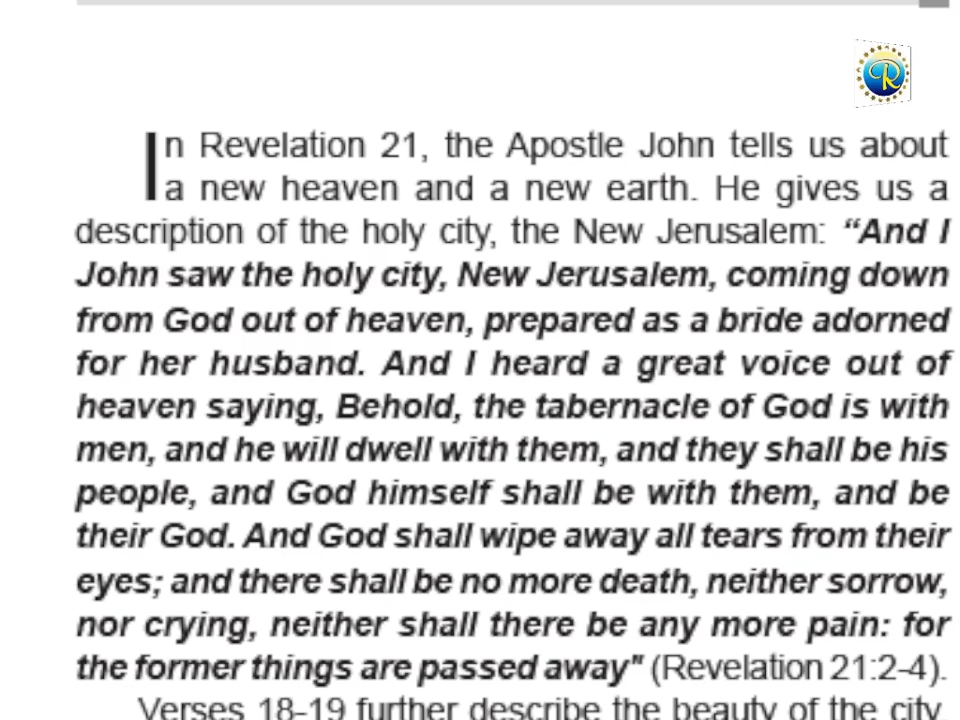 In Revelation 21, the Apostle John tells us about
a new heaven and a new earth. He gives us a
description of the holy city, the New Jerusalem: “And I
John saw the holy city, New Jerusalem, coming down
from God out of heaven, prepared as a bride adorned
for her husband. And I heard a great voice out of
heaven saying, Behold, the tabernacle of God is with
men, and he will dwell with them, and they shall be his
people, and God himself shall be with them, and be
their God. And God shall wipe away all tears from their
eyes; and there shall be no more death, neither sorrow,
nor crying, neither shall there be any more pain: for
the former things are passed away" (Revelation 21:2-4).
Verses 18-19 further describe the beauty of the city,